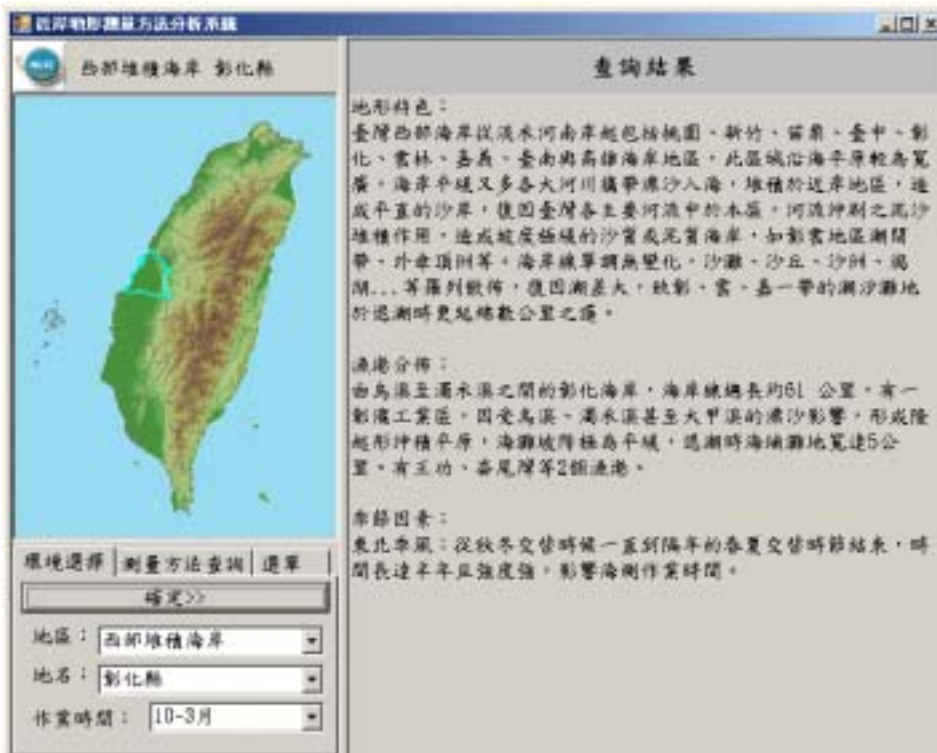 近岸地形測量方法分析系統
西部堆積海岸 彰化縣
查詢結果
地形特色：
臺灣西部海岸從淡水河南岸起包括桃園、新竹、苗栗、臺中、彰
化、雲林、嘉義、臺南與高雄海岸地區，此區域沿海平原較為寬
廣，海岸平緩又多各大河川攜帶漂沙入海，堆積於近岸地區，造
成平直的沙岸，復因臺灣各主要河流中於本區，河流沖刷之泥沙
堆積作用，造成坡度極緩的沙質或泥質海岸，如彰雲地區潮間
帶、外傘頂洲等。海岸線單調無變化，沙灘、沙丘、沙洲、潟
湖...等羅列散佈，復因潮差大，故彰、雲、嘉一帶的潮汐灘地
於退潮時更延綿數公里之廣。
漁港分佈：
由烏溪至濁水溪之間的彰化海岸，海岸線總長約61 公里，有一
彰濱工業區，因受烏溪、濁水溪甚至大甲溪的漂沙影響，形成隆
起形沖積平原，海灘坡降極為平緩，退潮時海埔灘地寬達5公
里。有王功、崙尾灣等2個漁港。
季節因素：
東北季風：從秋冬交替時候一直到隔年的春夏交替時節結束，時
間長達半年且強度強，影響海測作業時間。
環境選擇
測量方法查詢
選單
確定>>
地區：
西部堆積海岸
地名：
彰化縣
作業時間：
10-3月